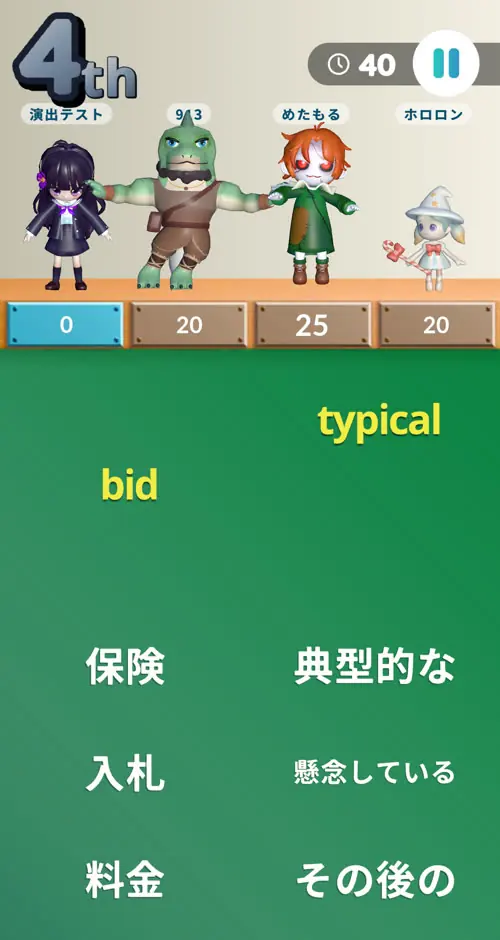 4th
40
演出テスト
913
めたもる
ホロロン
0
20
25
20
typical
bid
保険
典型的な
入札
懸念している
料金
その後の